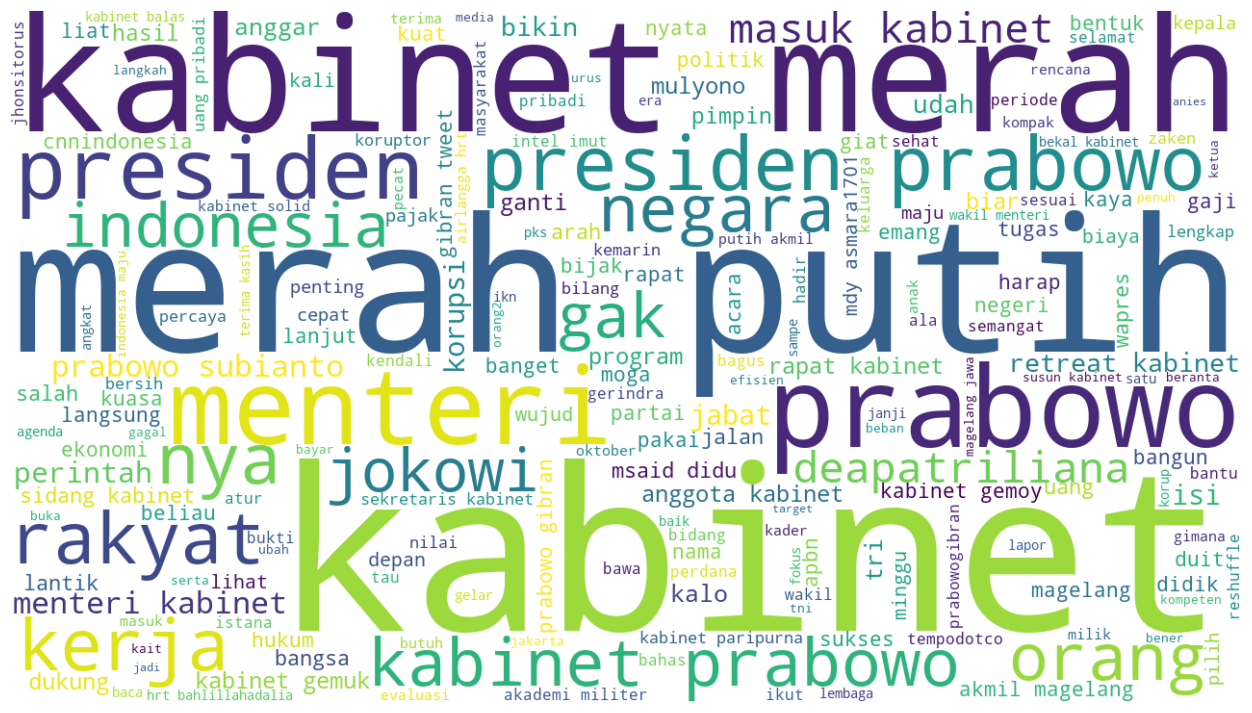 kabinet merah
kabinet balas
terima
media
liat
hasil
anggar
kuat
bikin
nyata
masuk kabinet
bentuk
kepala
selamat
jhonsitorus
langkah
uang pribadi
kali
urus
masyarakat
era
pribadi
politik
mulyono
pimpin
udah
rencana
periode
kompak
anies
cnnindonesia
koruptor
intel imut
giat
sehat
bekal kabinet
zaken
ketua
presiden
presiden
prabowo
kabinet solid
pecat
pajak
gibran tweet
airlangga hrt
ganti
negara
asmara1701
mdy
keluarga
biar
sesuai
kaya
penuh
gaji
maju
wakil menteri
tugas
indonesia
pks
arah
putih akmil
kemarin
emang
biaya
lengkap
merah putih
angkat
indonesia maju
percaya
terima kasih
penting
cepat
lanjut
korupsi
ikn
orang2
bijak
bilang
rapat
gak
acara
sampe
hadir
anak
ala
harap
negeri
semangat
wapres
prabowo subianto
kendali
banget
program
moga
bagus
efisien
rapat kabinet
retreat kabinet
susun kabinet
satu
beranta
salah
bersih
kuasa
langsung
agenda
gagal
menteri
wujud
gerindra
partai
jabat
prabowo
janji
beban
magelang jawa
ekonomi
perintah
nya
bayar
jokowi
oktober
pakai
jalan
msaid didu
deapatriliana
bangun
bantu
sidang kabinet
atur
beliau
buka
sekretaris kabinet
prabowo gibran
anggota kabinet
target
kabinet gemoy
uang
korup
isi
rakyat
bukti
ubah
kabinet
depan
nilai
tau
baik
bidang
nama
kader
perdana
bawa
fokus
apbn
tri
minggu
prabowogibran
lapor
gimana
duit
didik
kompeten
reshuffle
lantik
serta
lihat
gelar
kalo
wakil
tni
magelang
menteri kabinet
masuk
istana
kerja
kait
jadi
hukum
bangsa
butuh
jakarta
kabinet paripurna
sukses
tempodotco
milik
bener
pilih
dukung
baca
hrt bahlillahadalia
kabinet gemuk
kabinet prabowo
evaluasi
bahas
akademi militer
ikut
lembaga
orang
akmil magelang